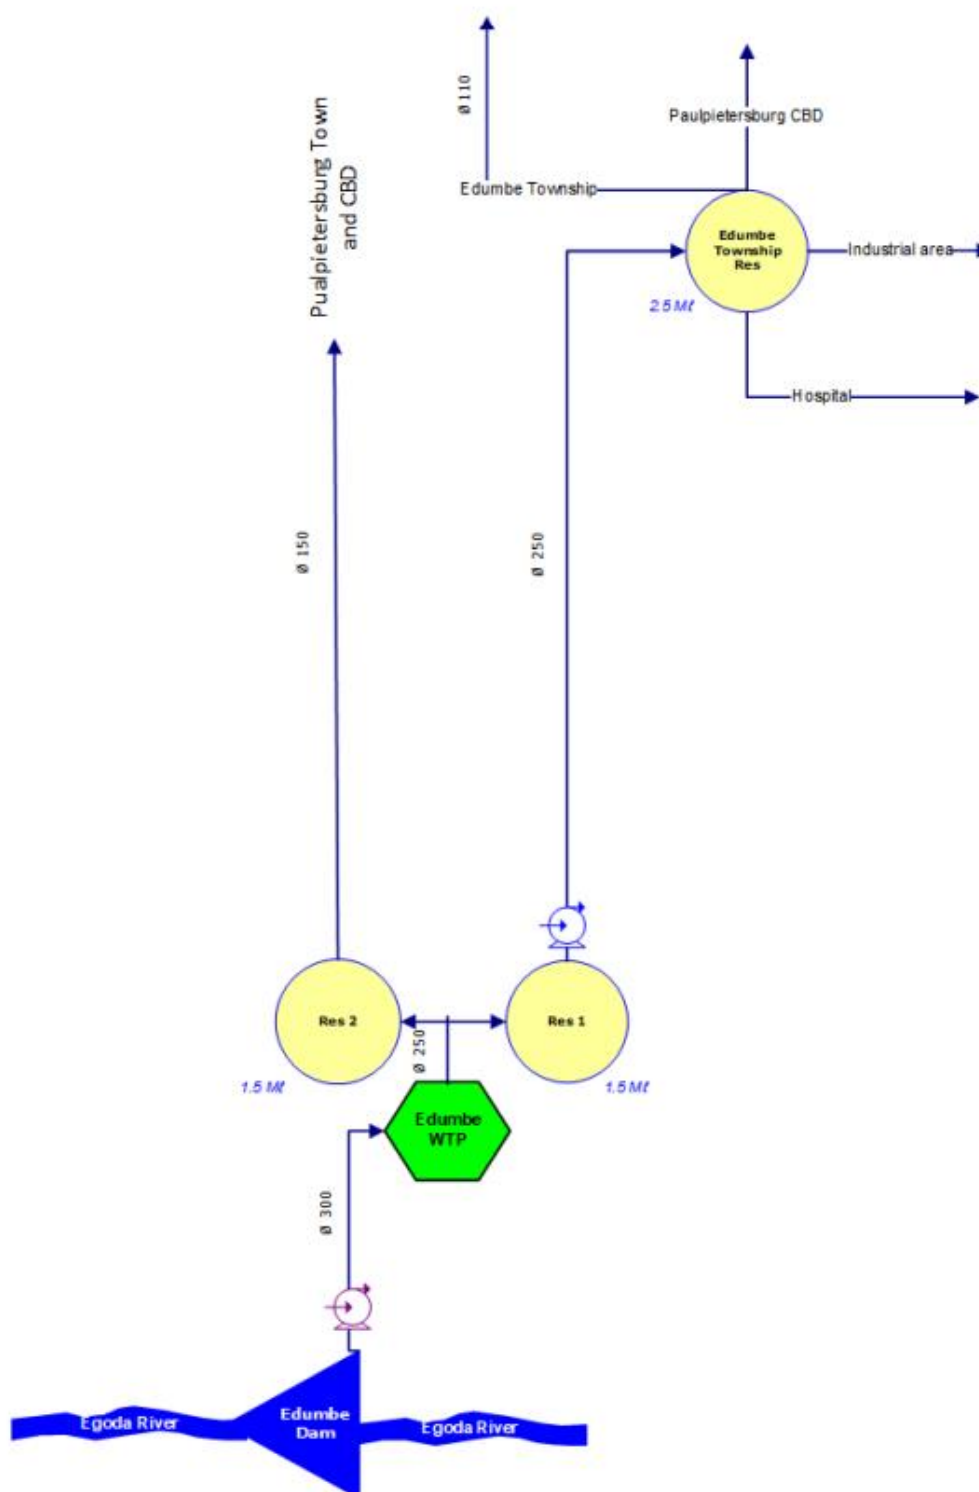 Ø 110
Paulpietersburg CBD
Pualpietersburg Town
and CBD
Edumbe Township
Edumbe
Township
Res
Industrial area
2.5 Mℓ
Hospital
Ø 150
Ø 250
Res 2
Res 1
Ø 250
1.5 Mℓ
1.5 Mℓ
Edumbe
WTP
Ø 300
Egoda River
Edumbe
Dam
Egoda River